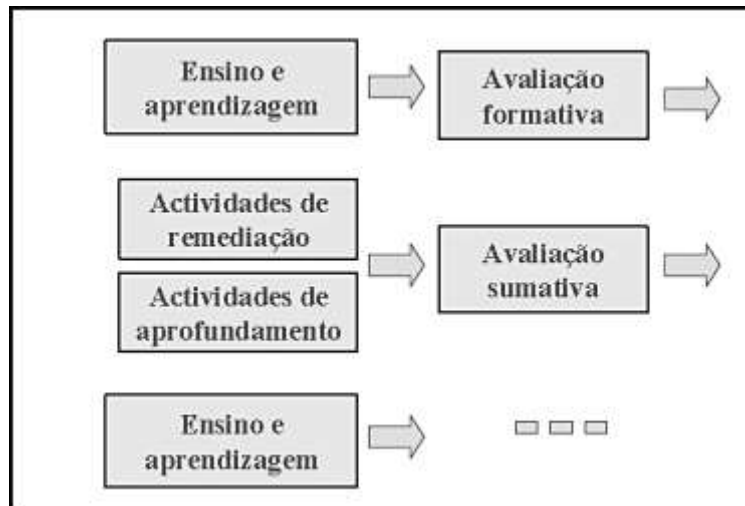 Ensino e
aprendizagem
Avaliação
formativa
Actividades de
remediação
Actividades de
aprofundamento
Avaliação
sumativa
Ensino e
aprendizagem